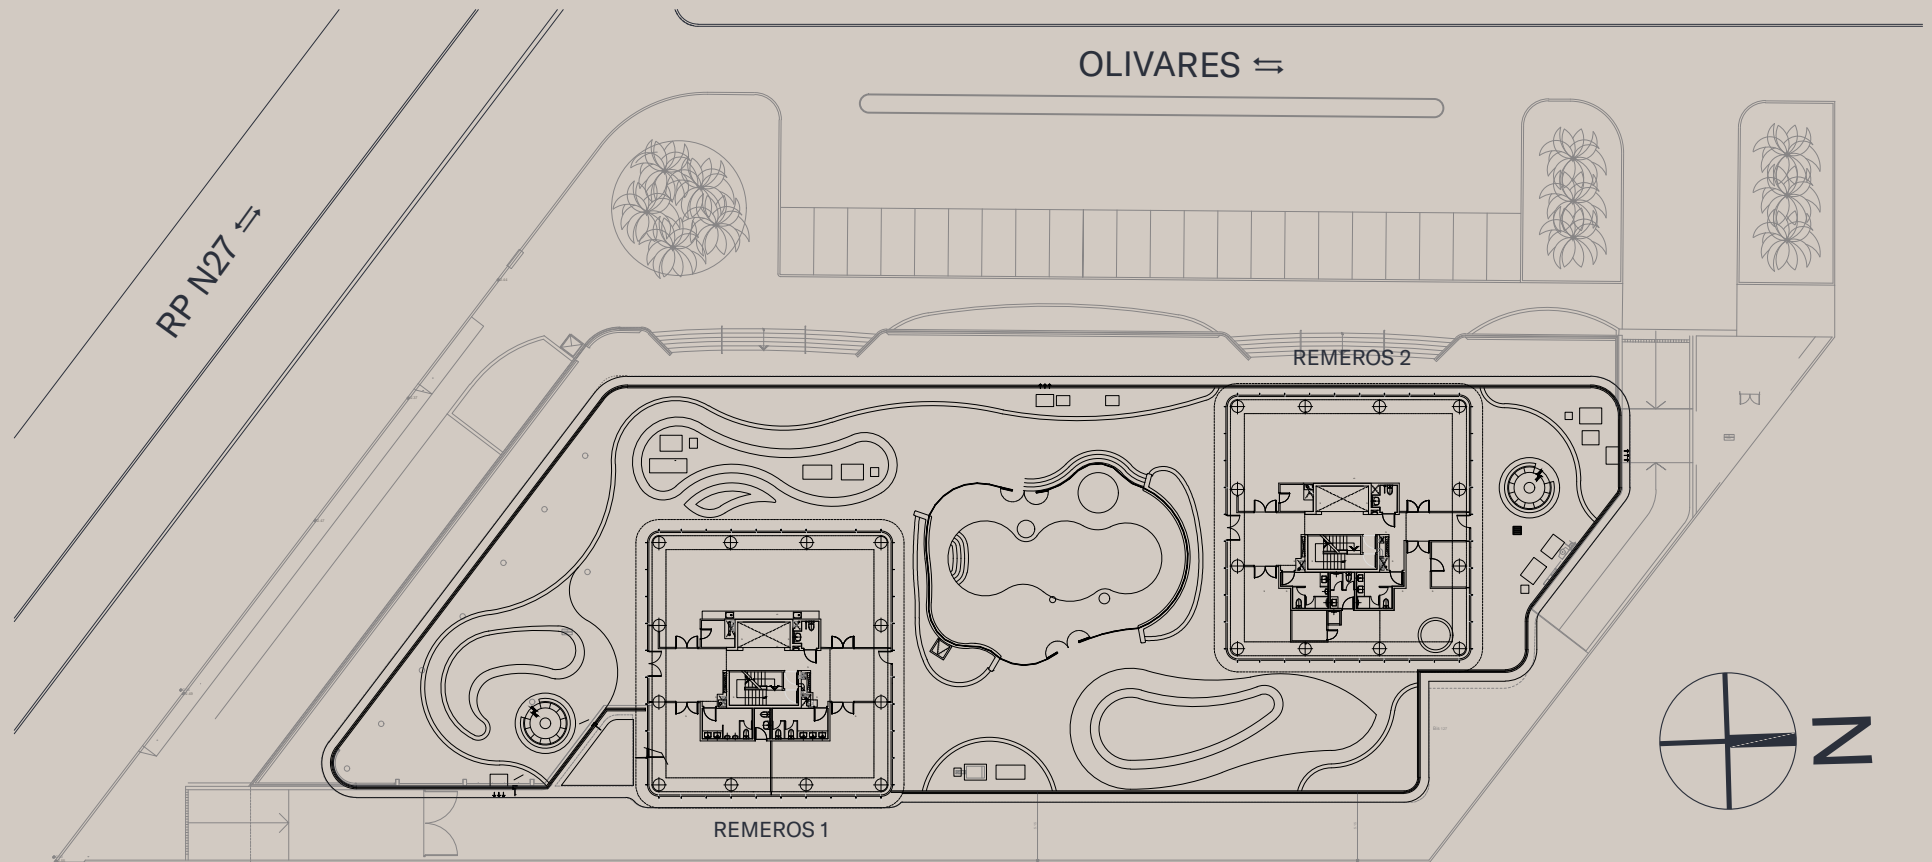 OLIVARES ⇆
RP N27 ⇆
REMEROS 2
REMEROS 1
N